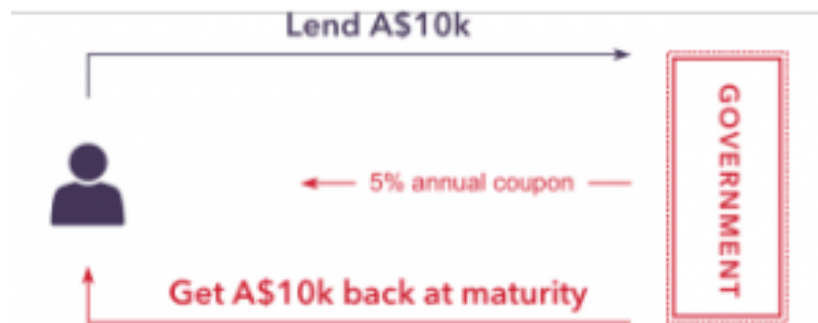 Lend A$10k
GOVERNMENT
5% annual coupon
Get A$10k back at maturity